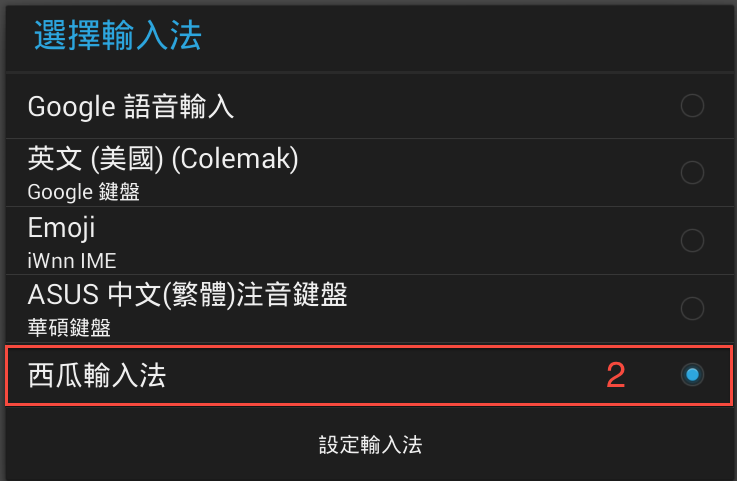 選擇輸入法
Google 語音輸入
英文 (美國) (Colemak)
Google 鍵盤
Emoji
iWnn IME
ASUS 中文(繁體)注音鍵盤
華碩鍵盤
西瓜輸入法 2
設定輸入法